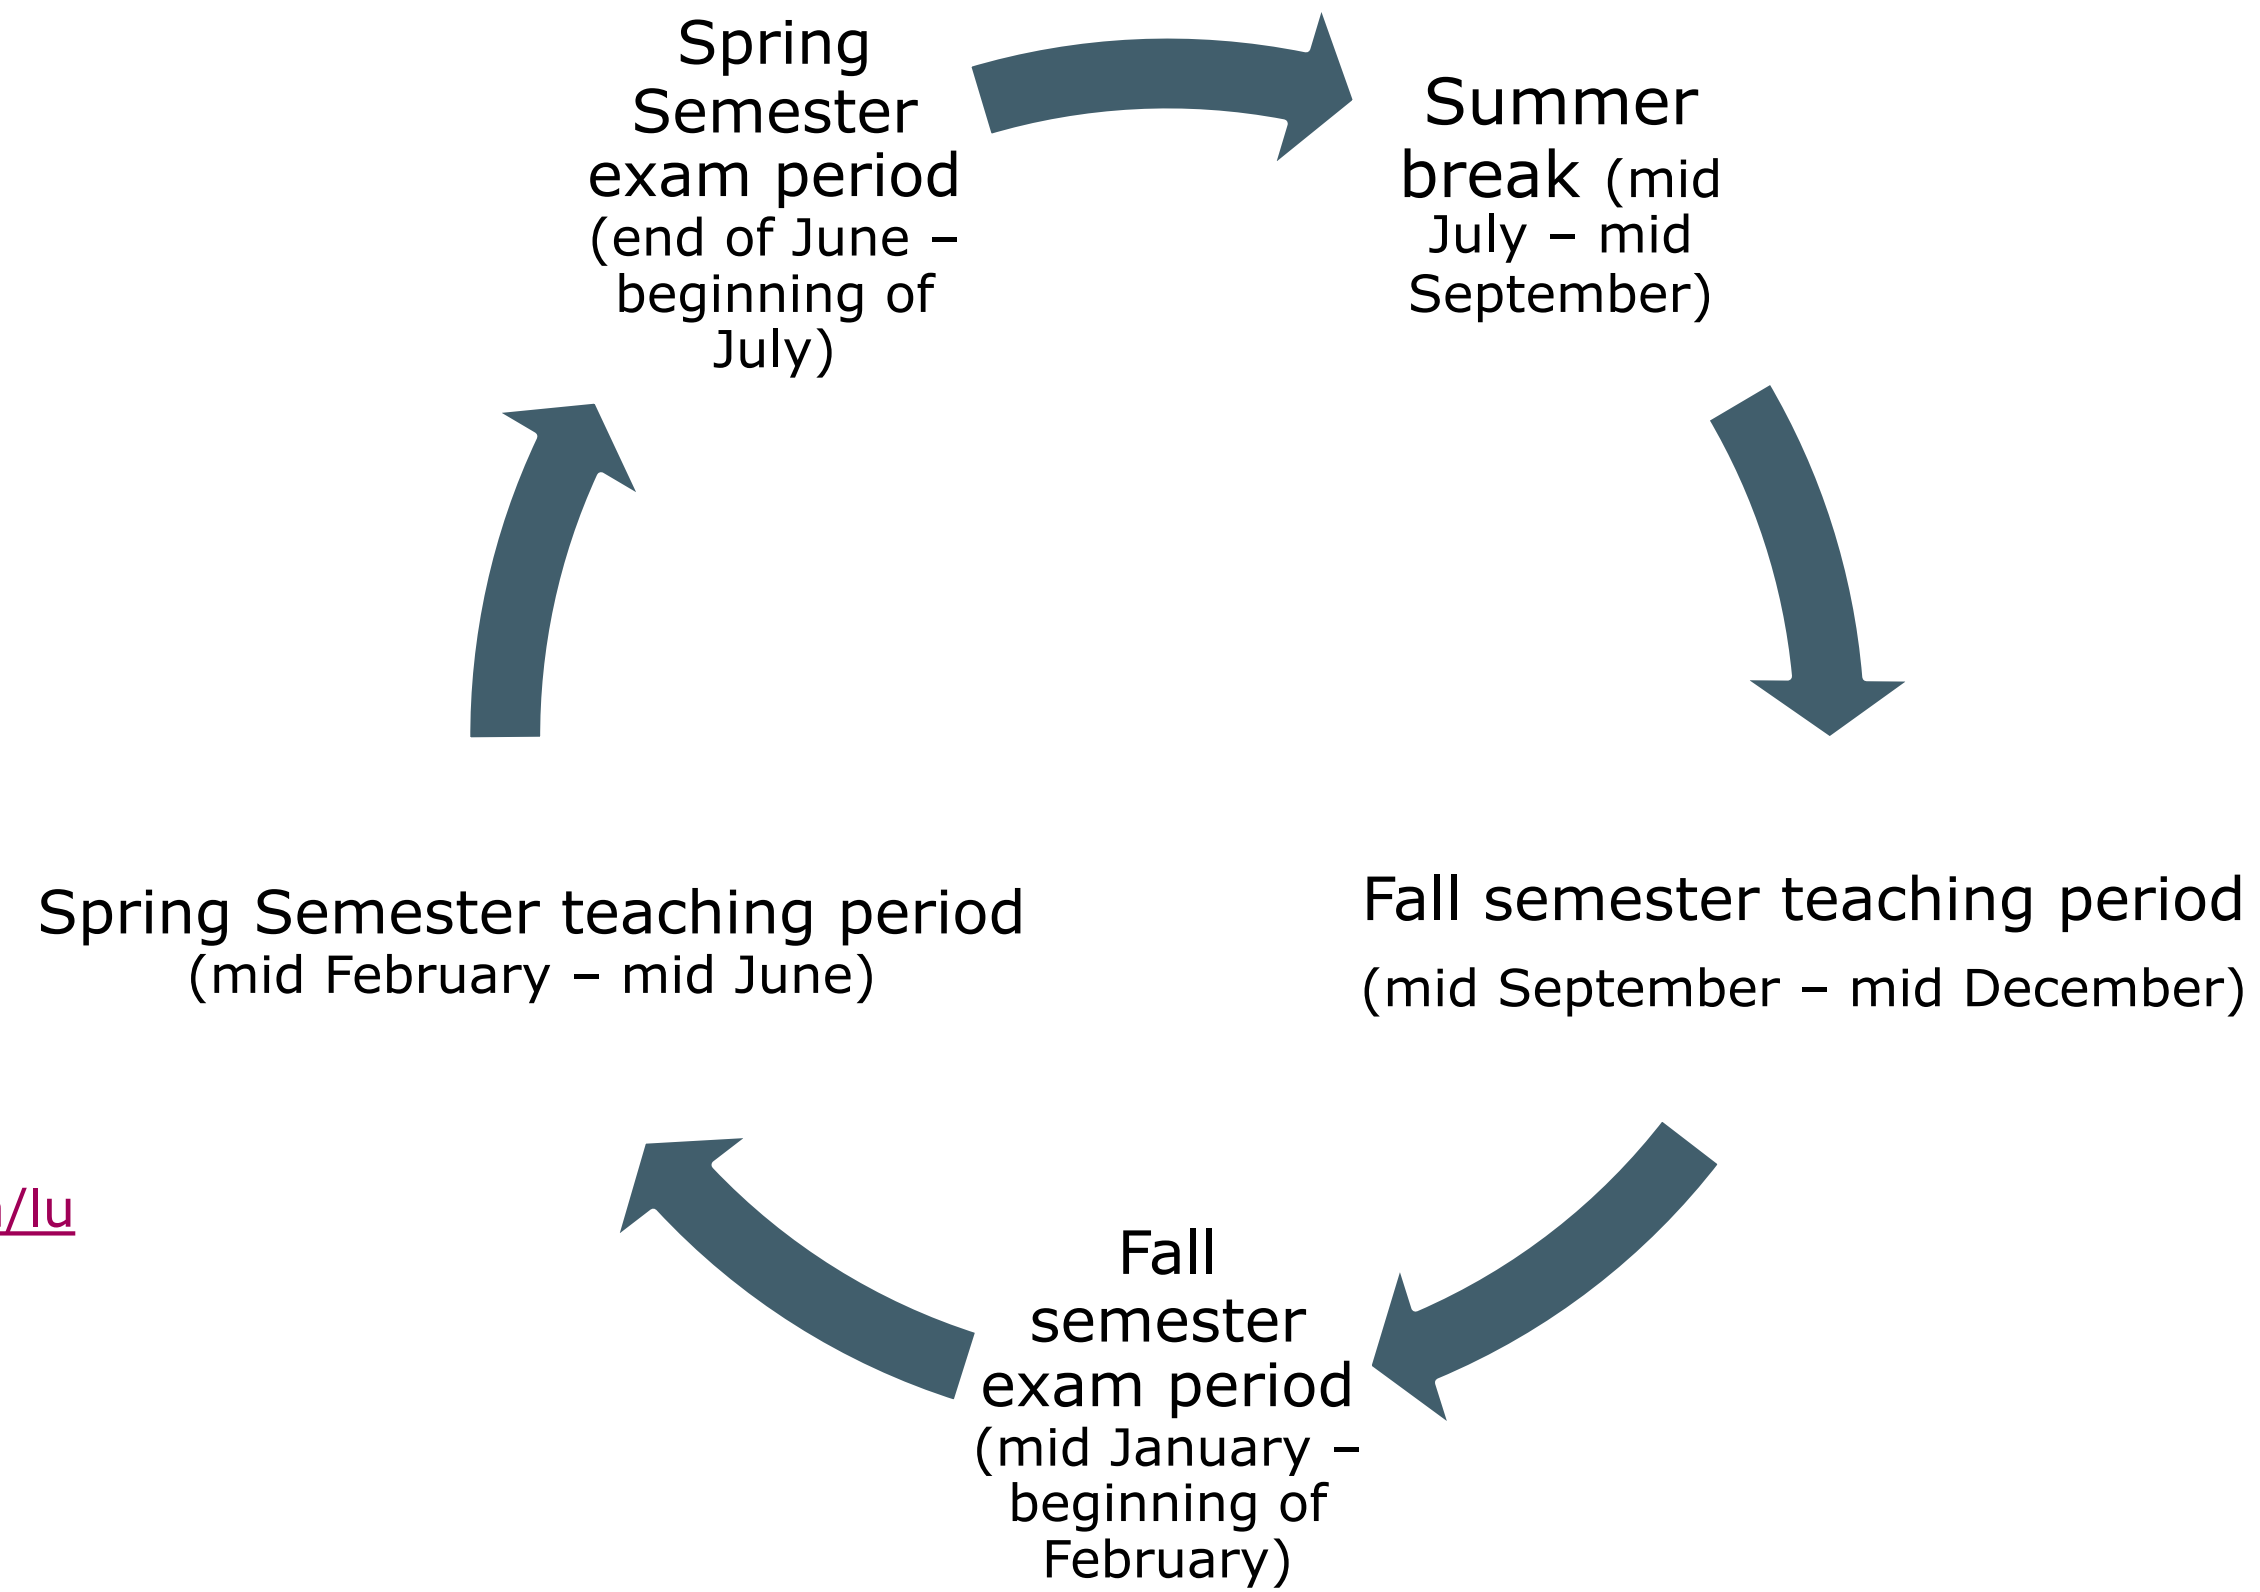 Spring
Semester
exam period
(end of June –
beginning of
July)
Summer
break (mid
July – mid
September)
Spring Semester teaching period
(mid February – mid June)
Fall semester teaching period
(mid September – mid December)
/lu
Fall
semester
exam period
(mid January –
beginning of
February)